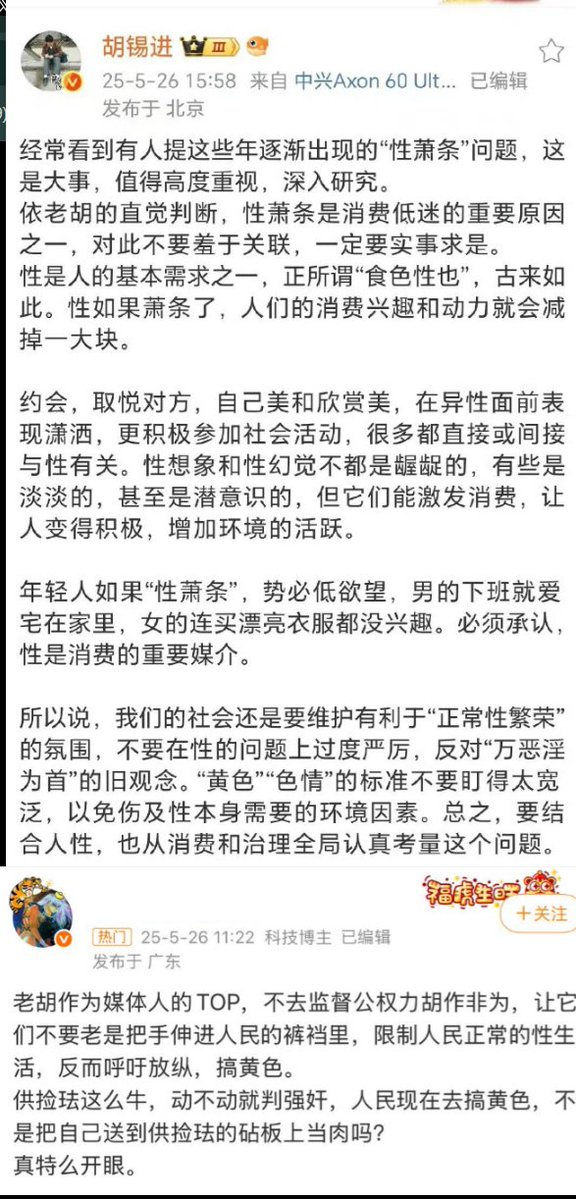 胡锡进
25-5-26 15:58 来自 中兴Axon 60 Ult... 已编辑
发布于 北京
经常看到有人提这些年逐渐出现的“性萧条”问题，这
是大事，值得高度重视，深入研究。
依老胡的直觉判断，性萧条是消费低迷的重要原因
之一，对此不要羞于关联，一定要实事求是。
性是人的基本需求之一，正所谓“食色性也”，古来如
此。性如果萧条了，人们的消费兴趣和动力就会减
掉一大块。
约会，取悦对方，自己美和欣赏美，在异性面前表
现潇洒，更积极参加社会活动，很多都直接或间接
与性有关。性想象和性幻觉不都是龌龊的，有些是
淡淡的，甚至是潜意识的，但它们能激发消费，让
人变得积极，增加环境的活跃。
年轻人如果“性萧条”，势必低欲望，男的下班就爱
宅在家里，女的连买漂亮衣服都没兴趣。必须承认，
性是消费的重要媒介。
所以说，我们的社会还是要维护有利于“正常性繁荣”
的氛围，不要在性的问题上过度严厉，反对“万恶淫
为首”的旧观念。“黄色”“色情”的标准不要盯得太宽
泛，以免伤及性本身需要的环境因素。总之，要结
合人性，也从消费和治理全局认真考量这个问题。
福虎生旺
+关注
热门 25-5-26 11:22 科技博主 已编辑
发布于 广东
老胡作为媒体人的TOP，不去监督公权力胡作非为，让它
们不要老是把手伸进人民的裤裆里，限制人民正常的性生
活，反而呼吁放纵，搞黄色。
供捡珐这么牛，动不动就判强奸，人民现在去搞黄色，不
是把自己送到供捡珐的砧板上当肉吗？
真特么开眼。